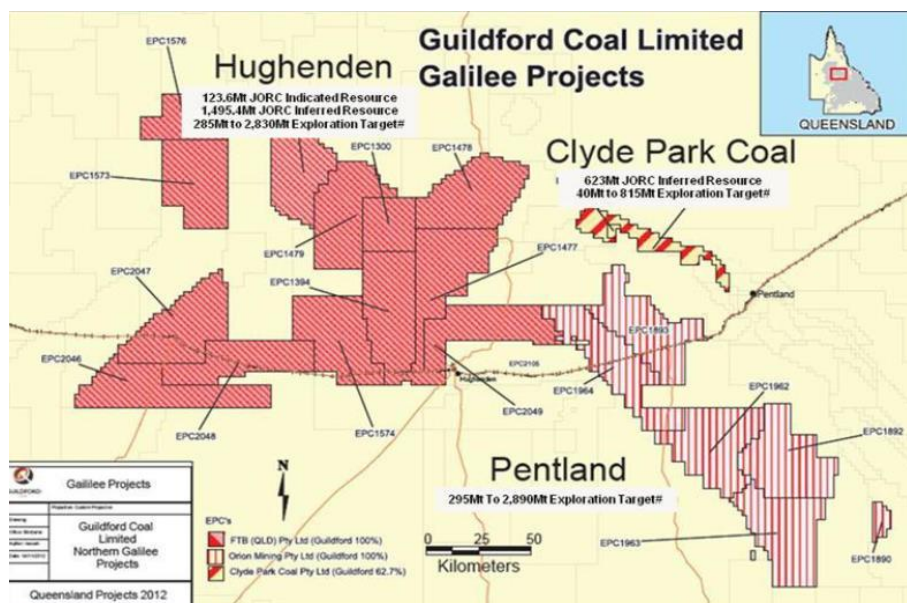 Guildford Coal Limited
Galilee Projects
QUEENSLAND
Hughenden
123.6Mt JORC Indicated Resource
1,495.4Mt JORC Inferred Resource
285Mt to 2,830Mt Exploration Target#
Clyde Park Coal
623Mt JORC Inferred Resource
40Mt to 815Mt Exploration Target#
EPC1576
EPC1300
EPC1478
EPC1573
EPC1479
EPC1477
EPC1394
EPC2047
Pentland
EPC1890
EPC2046
EPC2105
Hughenden
EPC1964
EPC1962
EPC2049
EPC1892
EPC2048
EPC1574
Pentland
295Mt To 2,890Mt Exploration Target#
EPC1963
EPC1890
N
EPC's
FTB (QLD) Pty Ltd (Guildford 100%)
Orion Mining Pty Ltd (Guildford 100%)
Clyde Park Coal Pty Ltd (Guildford 62.7%)
0 25 50
Kilometers
Gaililee Projects
Guildford Coal
Limited
Northern Galilee
Projects
Queensland Projects 2012